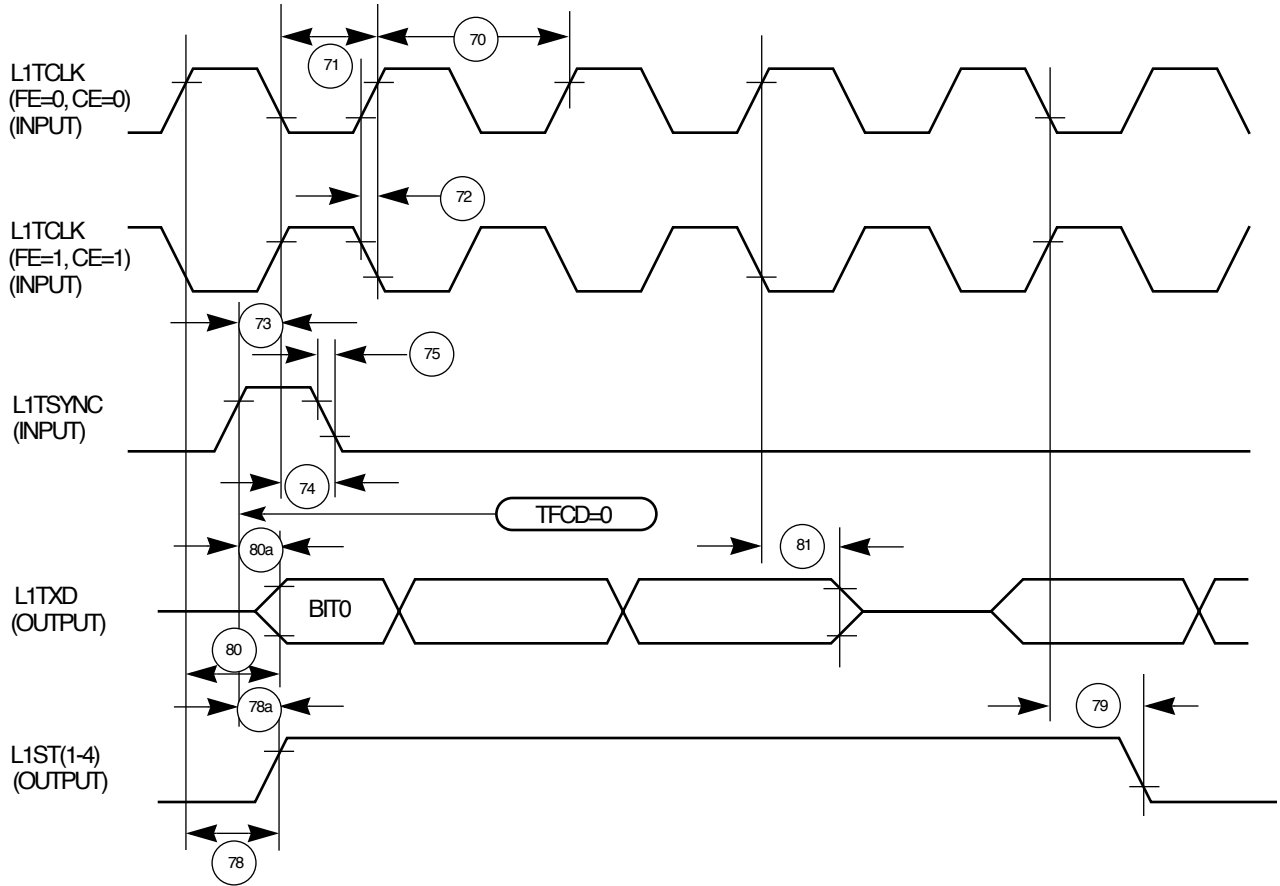 70
71
L1TCLK
(FE=0, CE=0)
(INPUT)
72
L1TCLK
(FE=1, CE=1)
(INPUT)
73
75
L1TSYNC
(INPUT)
74
TFCD=0
80a
81
L1TXD
(OUTPUT)
BIT0
80
78a
79
L1ST(1-4)
(OUTPUT)
78